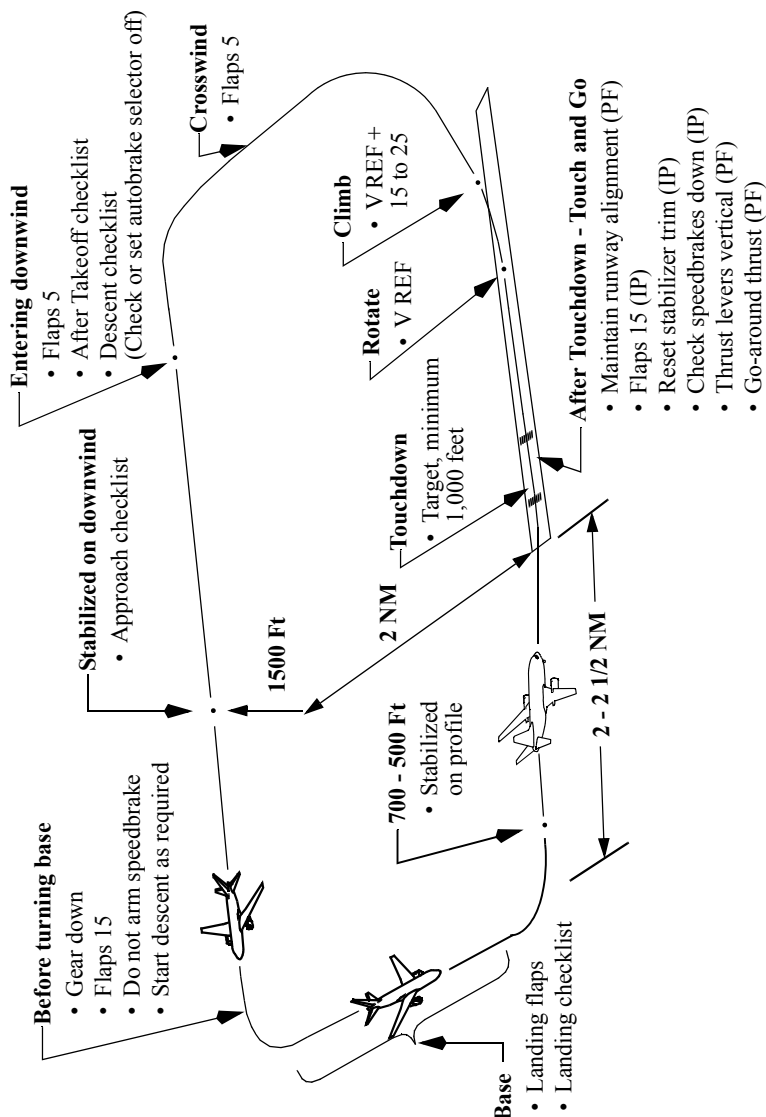 Entering downwind
• Flaps 5
• After Takeoff checklist
• Descent checklist
(Check or set autobrake selector off)
Crosswind
• Flaps 5
Stabilized on downwind
• Approach checklist
Before turning base
• Gear down
• Flaps 15
• Do not arm speedbrake
• Start descent as required
1500 Ft
2 NM
Climb
• V REF +
15 to 25
Rotate
• V REF
Touchdown
• Target, minimum
1,000 feet
700 - 500 Ft
• Stabilized
on profile
Base
• Landing flaps
• Landing checklist
2 - 2 1/2 NM
After Touchdown - Touch and Go
• Maintain runway alignment (PF)
• Flaps 15 (IP)
• Reset stabilizer trim (IP)
• Check speedbrakes down (IP)
• Thrust levers vertical (PF)
• Go-around thrust (PF)